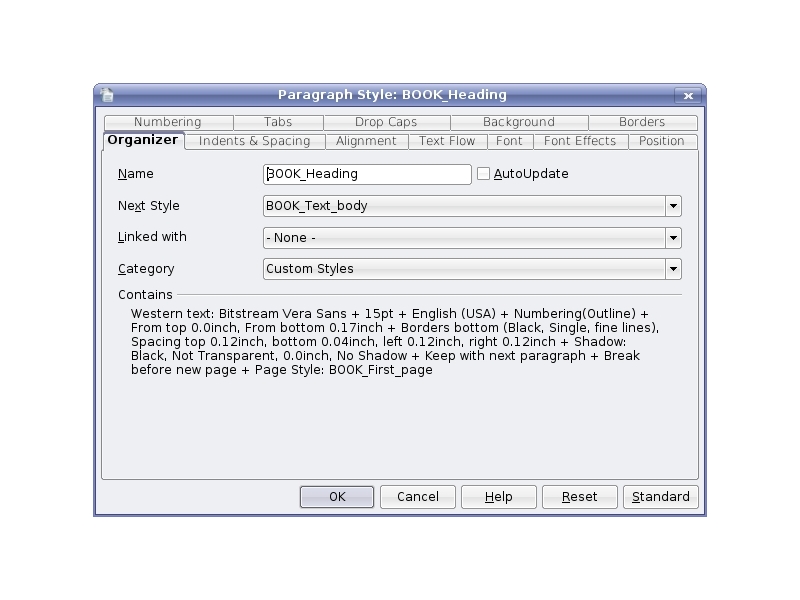 Paragraph Style: BOOK_Heading
Numbering Tabs Drop Caps Background Borders
Organizer Indents & Spacing Alignment Text Flow Font Font Effects Position
Name BOOK_Heading AutoUpdate
Next Style BOOK_Text_body
Linked with - None -
Category Custom Styles
Contains
Western text: Bitstream Vera Sans + 15pt + English (USA) + Numbering(Outline) +
From top 0.0inch, From bottom 0.17inch + Borders bottom (Black, Single, fine lines),
Spacing top 0.12inch, bottom 0.04inch, left 0.12inch, right 0.12inch + Shadow:
Black, Not Transparent, 0.0inch, No Shadow + Keep with next paragraph + Break
before new page + Page Style: BOOK_First_page
OK Cancel Help Reset Standard